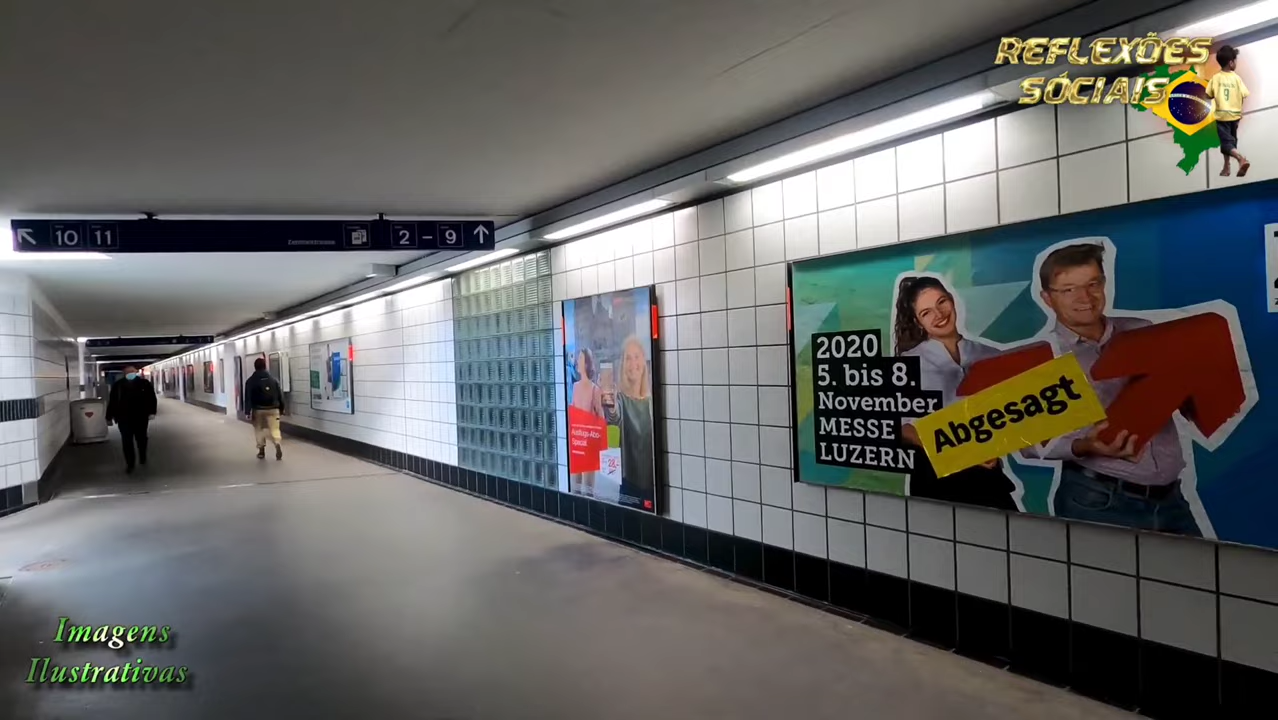 REFLEXÕES
SOCIAIS
10 11
2 - 9
2020
5. bis 8.
November
MESSE
LUZERN
Abgesagt
Imagens
Ilustrativas